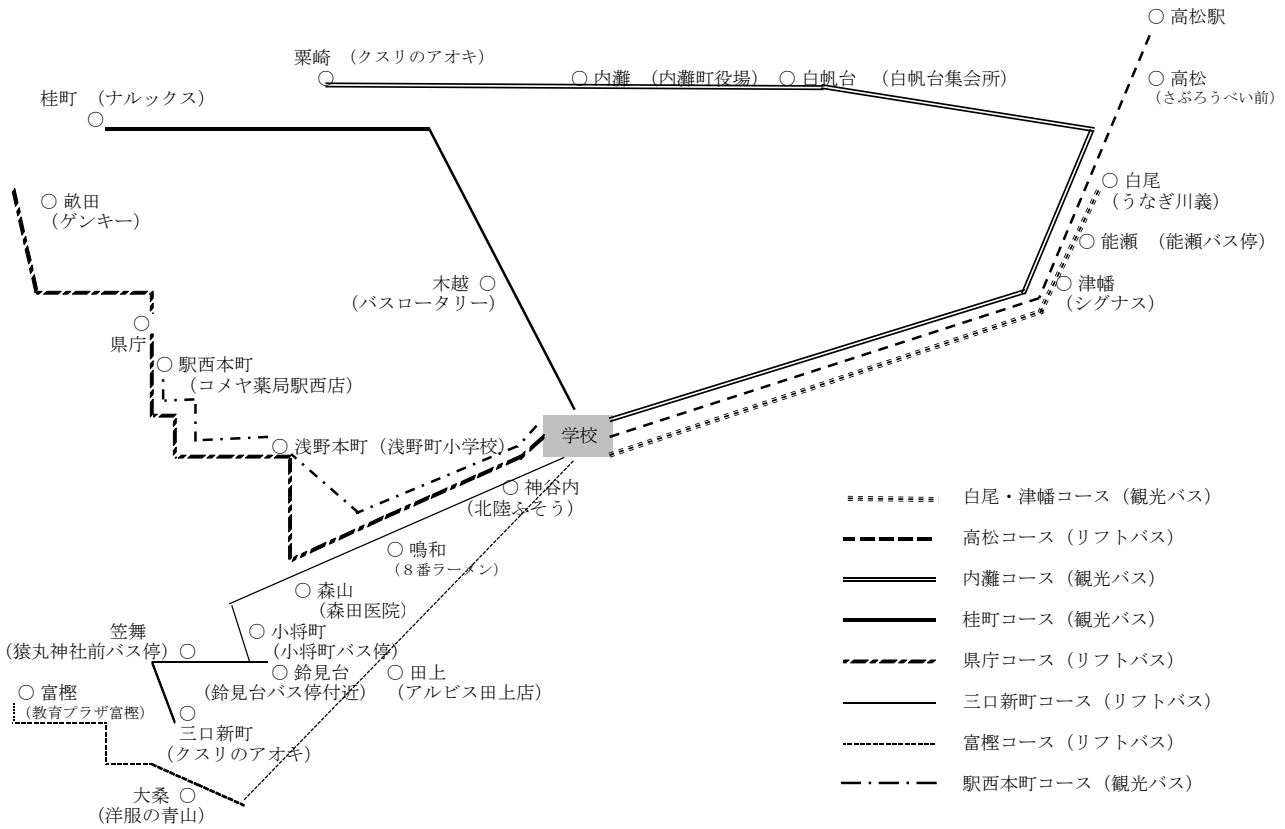 ○ 高松駅
栗崎 （クスリのアオキ）
○ 内灘 （内灘町役場）
○ 白帆台 （白帆台集会所）
○ 高松
（さぶろうべい前）
桂町 （ナルックス）
○ 白尾
（うなぎ川義）
○ 畝田
（ゲンキー）
○ 能瀬 （能瀬バス停）
木越 ○
（バスロータリー）
○ 津幡
（シグナス）
県庁
○ 駅西本町
（コメヤ薬局駅西店）
学校
○ 浅野本町（浅野町小学校）
○ 神谷内
（北陸ふそう）
○ 鳴和
（８番ラーメン）
○ 森山
（森田医院）
笠舞
（猿丸神社前バス停） ○
○ 小将町
（小将町バス停）
○ 鈴見台
（鈴見台バス停付近）
○ 田上
（アルビス田上店）
○ 富樫
（教育プラザ富樫）
三口新町
（クスリのアオキ）
大桑 ○
（洋服の青山）
白尾・津幡コース（観光バス）
高松コース（リフトバス）
内灘コース（観光バス）
桂町コース（観光バス）
県庁コース（リフトバス）
三口新町コース（リフトバス）
富樫コース（リフトバス）
駅西本町コース（観光バス）